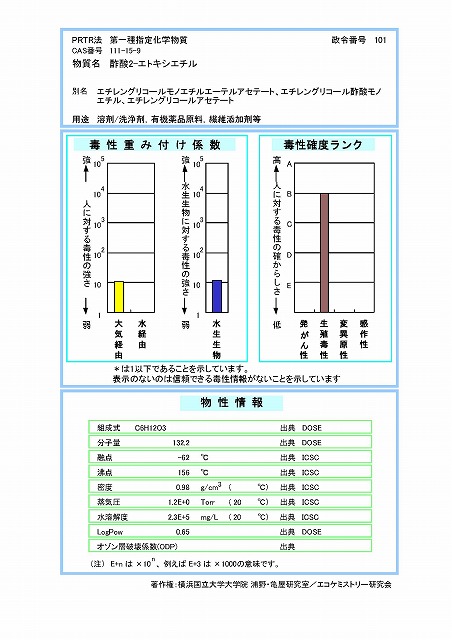 PRTR法 第一種指定化学物質 政令番号 101
CAS番号 111-15-9
物質名 酢酸2-エトキシエチル
別名 エチレングリコールモノエチルエーテルアセテート、エチレングリコール酢酸モノ
エチル、エチレングリコールアセテート
用途 溶剤/洗浄剤, 有機薬品原料, 繊維添加剤等
毒性重み付け係数
強 人に対する毒性の強さ 弱
10^5
10^4
10^3
10^2
10
1
大気経由 水経由
強 水生生物に対する毒性の強さ 弱
10^5
10^4
10^3
10^2
10
1
水生生物
毒性確度ランク
高 人に対する毒性の確からしさ 低
A
B
C
D
E
発がん性 生殖毒性 変異原性 感作性
*は1以下であることを示しています。
表示のないのは信頼できる毒性情報がないことを示しています
物性情報
組成式 C6H12O3 出典 DOSE
分子量 132.2 出典 DOSE
融点 -62 ℃ 出典 ICSC
沸点 156 ℃ 出典 ICSC
密度 0.98 g/cm3 ( ℃) 出典 ICSC
蒸気圧 1.2E+0 Torr (20 ℃) 出典 ICSC
水溶解度 2.3E+5 mg/L (20 ℃) 出典 ICSC
LogPow 0.65 出典 DOSE
オゾン層破壊係数(ODP) 出典
(注) E+n は ×10^n、例えば E+3 は ×1000の意味です。
著作権:横浜国立大学大学院 浦野・亀屋研究室/エコケミストリー研究会